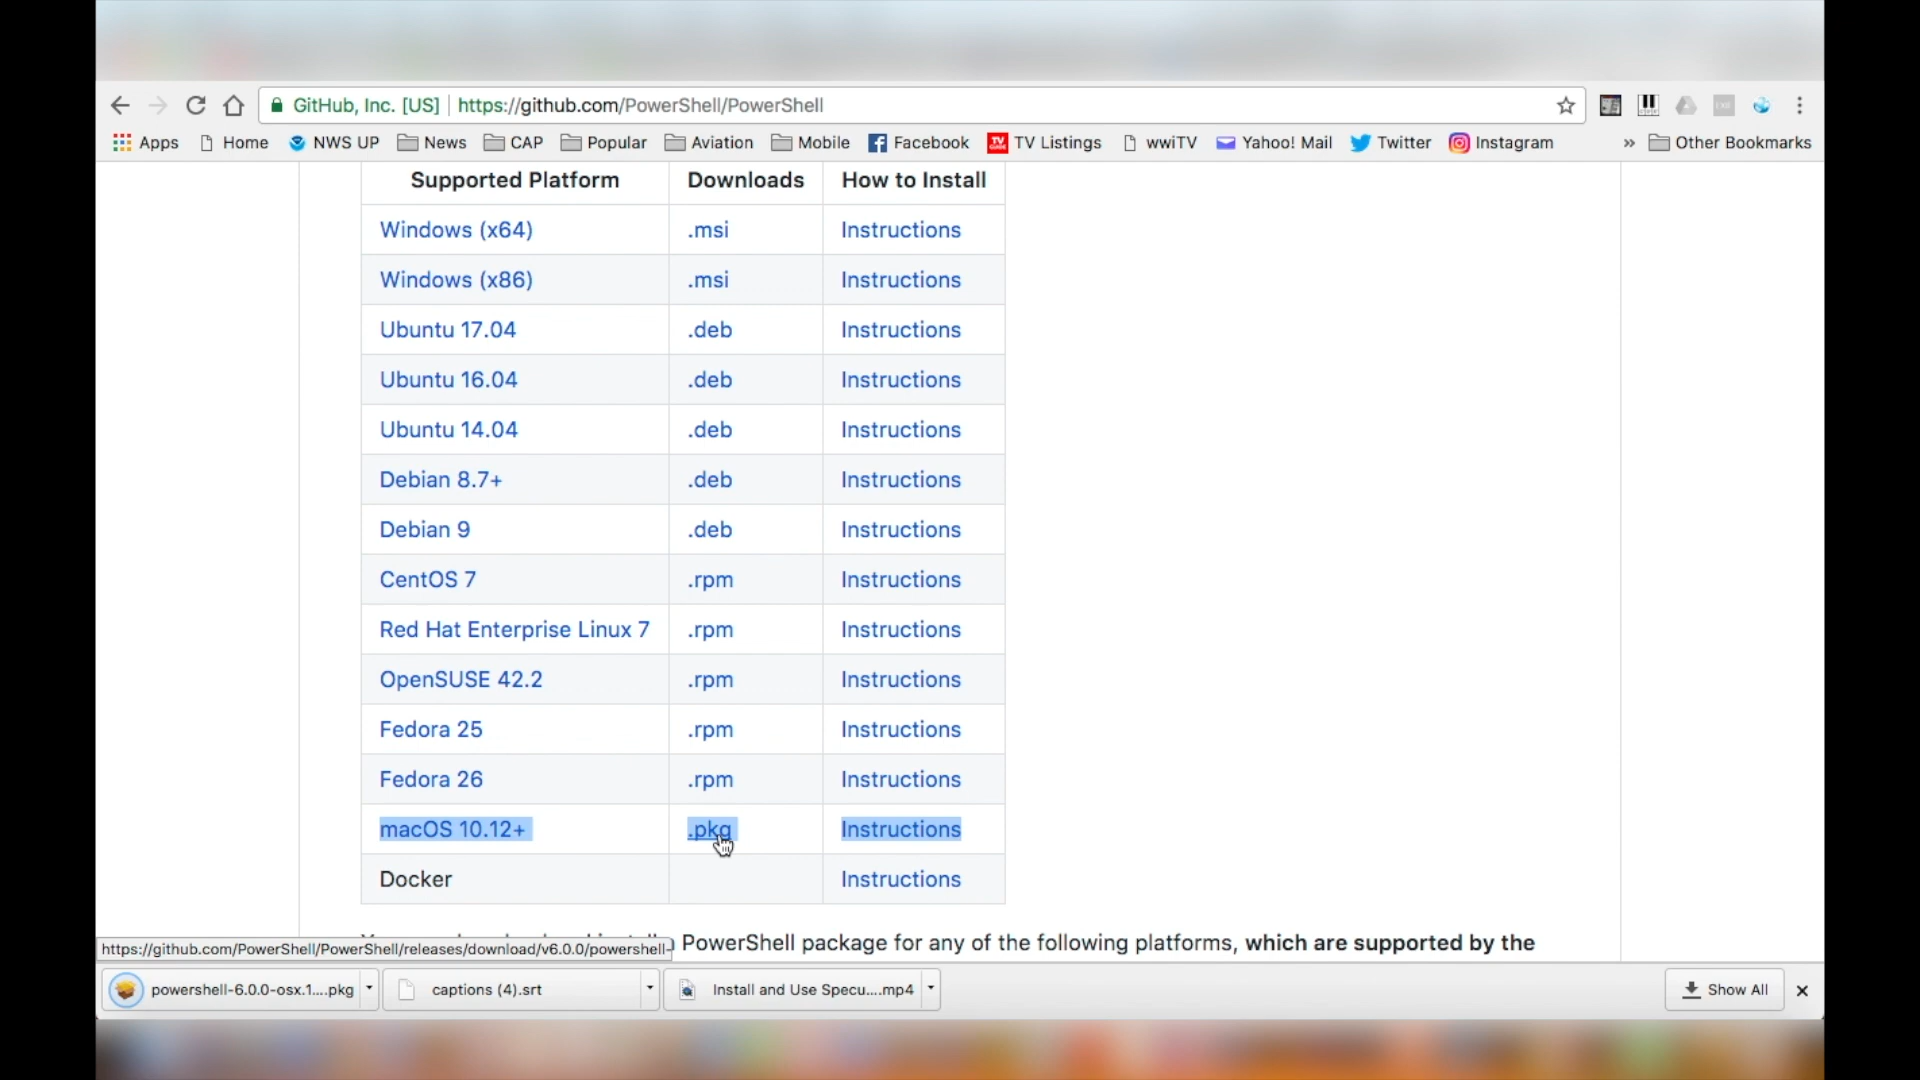 GitHub, Inc. [US] https://github.com/PowerShell/PowerShell
Apps Home NWS UP News CAP Popular Aviation Mobile Facebook TV Listings wwiTV Yahoo! Mail Twitter Instagram » Other Bookmarks
Supported Platform Downloads How to Install
Windows (x64) .msi Instructions
Windows (x86) .msi Instructions
Ubuntu 17.04 .deb Instructions
Ubuntu 16.04 .deb Instructions
Ubuntu 14.04 .deb Instructions
Debian 8.7+ .deb Instructions
Debian 9 .deb Instructions
CentOS 7 .rpm Instructions
Red Hat Enterprise Linux 7 .rpm Instructions
OpenSUSE 42.2 .rpm Instructions
Fedora 25 .rpm Instructions
Fedora 26 .rpm Instructions
macOS 10.12+ .pkg Instructions
Docker Instructions
PowerShell package for any of the following platforms, which are supported by the
https://github.com/PowerShell/PowerShell/releases/download/v6.0.0/powershell-
powershell-6.0.0-osx.1....pkg captions (4).srt Install and Use Specu....mp4 Show All